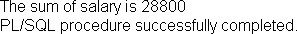 The sum of salary is 28800
PL/SQL procedure successfully completed.